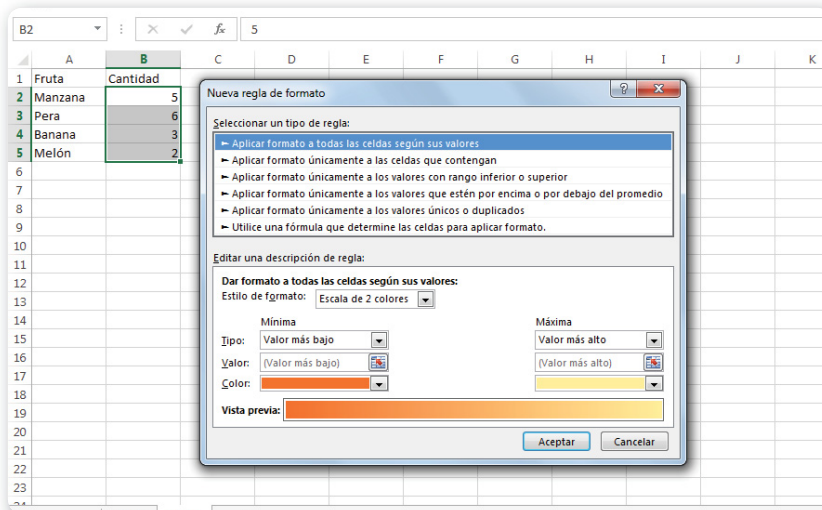 B2 fx 5
A B C D E F G H I J K
1 Fruta Cantidad
2 Manzana 5
3 Pera 6
4 Banana 3
5 Melón 2
6
7
8
9
10
11
12
13
14
15
16
17
18
19
20
21
22
23
24
Nueva regla de formato
?
Seleccionar un tipo de regla:
► Aplicar formato a todas las celdas según sus valores
► Aplicar formato únicamente a las celdas que contengan
► Aplicar formato únicamente a los valores con rango inferior o superior
► Aplicar formato únicamente a los valores que estén por encima o por debajo del promedio
► Aplicar formato únicamente a los valores únicos o duplicados
► Utilice una fórmula que determine las celdas para aplicar formato.
Editar una descripción de regla:
Dar formato a todas las celdas según sus valores:
Estilo de formato: Escala de 2 colores
Mínima Máxima
Tipo: Valor más bajo Valor más alto
Valor: (Valor más bajo) (Valor más alto)
Color:
Vista previa:
Aceptar Cancelar